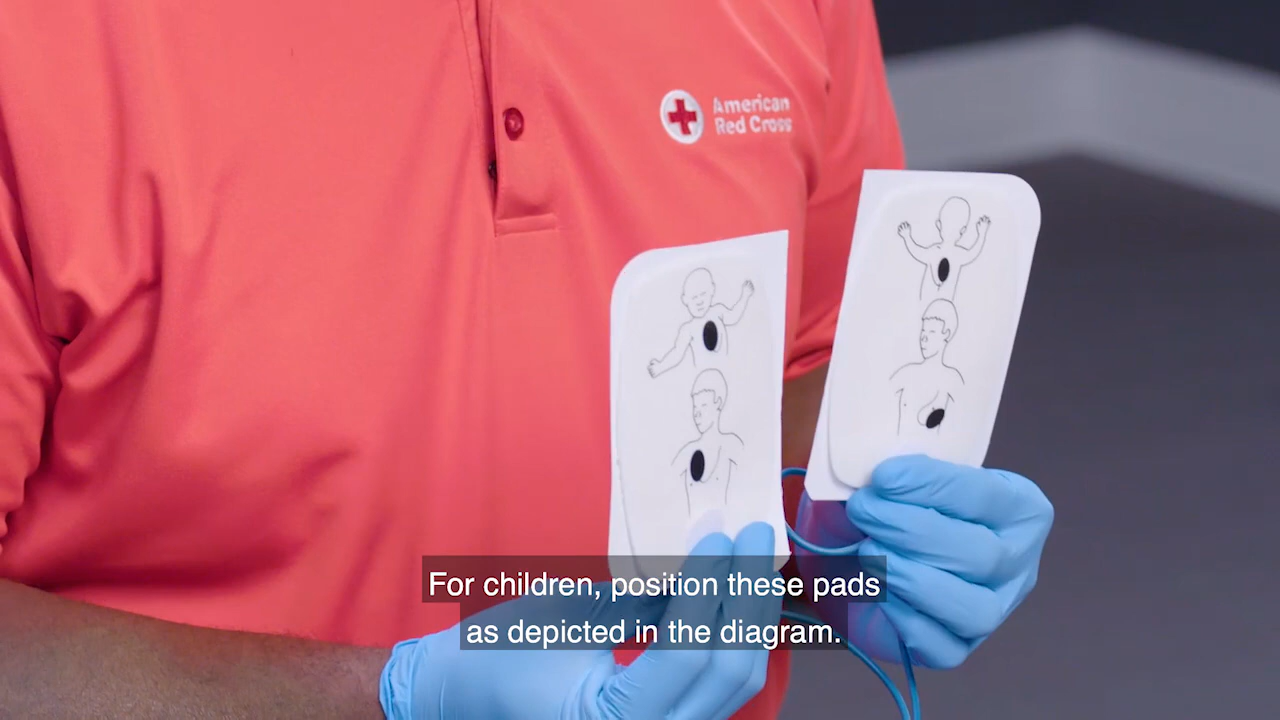 American
Red Cross
For children, position these pads
as depicted in the diagram.